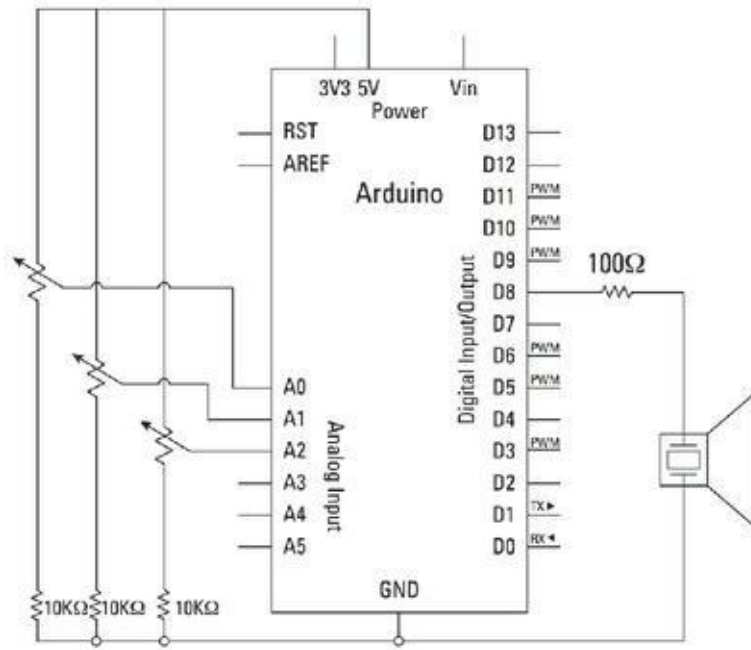 3V3 5V Vin
Power
RST D13
AREF D12
Arduino D11 PWM
D10 PWM
D9 PWM
100Ω
D8
D7
D6 PWM
A0 D5 PWM
A1 D4
A2 D3 PWM
A3 D2
A4 D1 TX ►
A5 D0 RX ◄
Analog Input
Digital Input/Output
GND
10KΩ 10KΩ 10KΩ